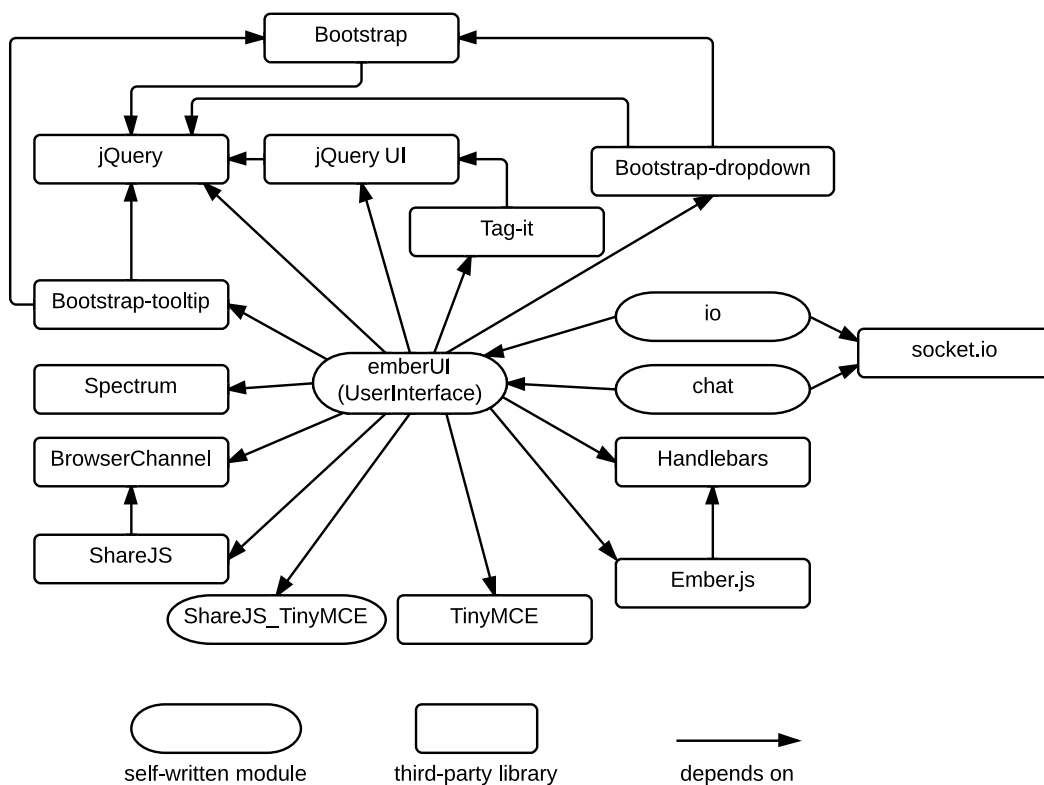 Bootstrap
jQuery
jQuery UI
Bootstrap-dropdown
Tag-it
Bootstrap-tooltip
io
socket.io
emberUI
(UserInterface)
Spectrum
chat
BrowserChannel
Handlebars
ShareJS
Ember.js
ShareJS_TinyMCE
TinyMCE
self-written module
third-party library
depends on